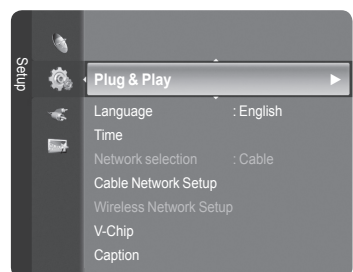 Setup
Plug & Play
Language : English
Time
Network selection : Cable
Cable Network Setup
Wireless Network Setup
V-Chip
Caption